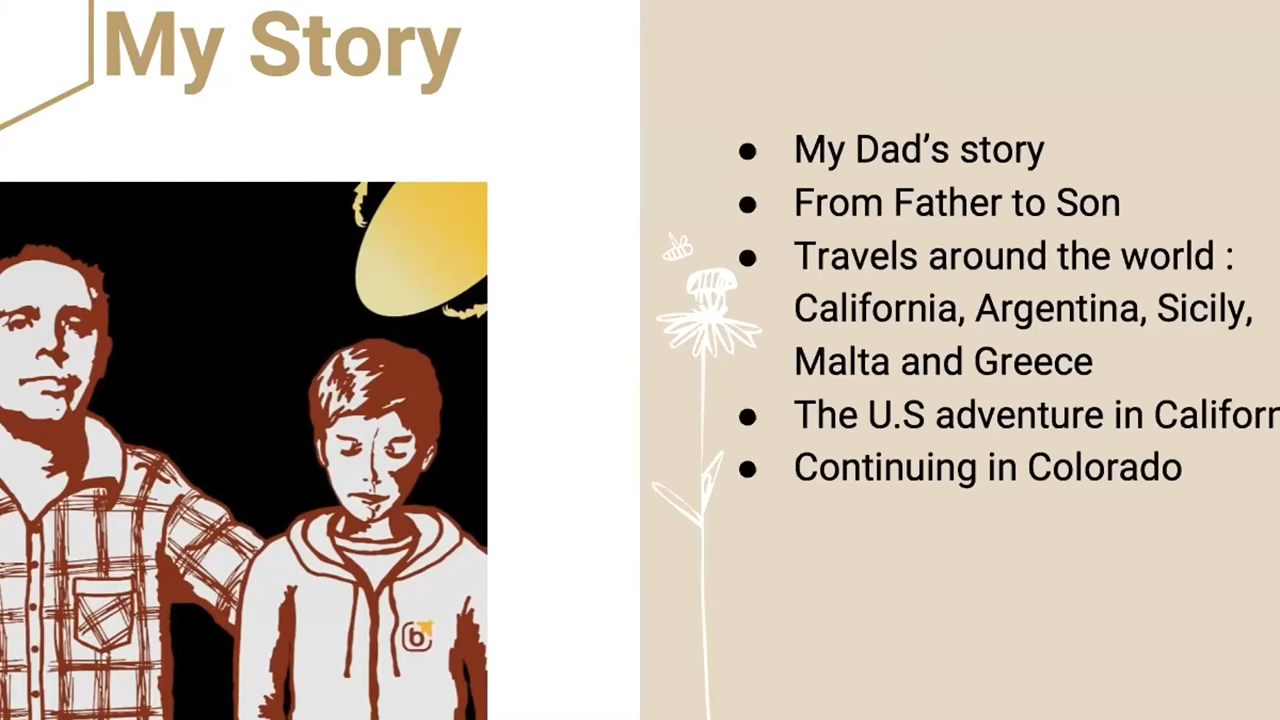 My Story
My Dad’s story
From Father to Son
Travels around the world :
California, Argentina, Sicily,
Malta and Greece
The U.S adventure in Califor
Continuing in Colorado
b